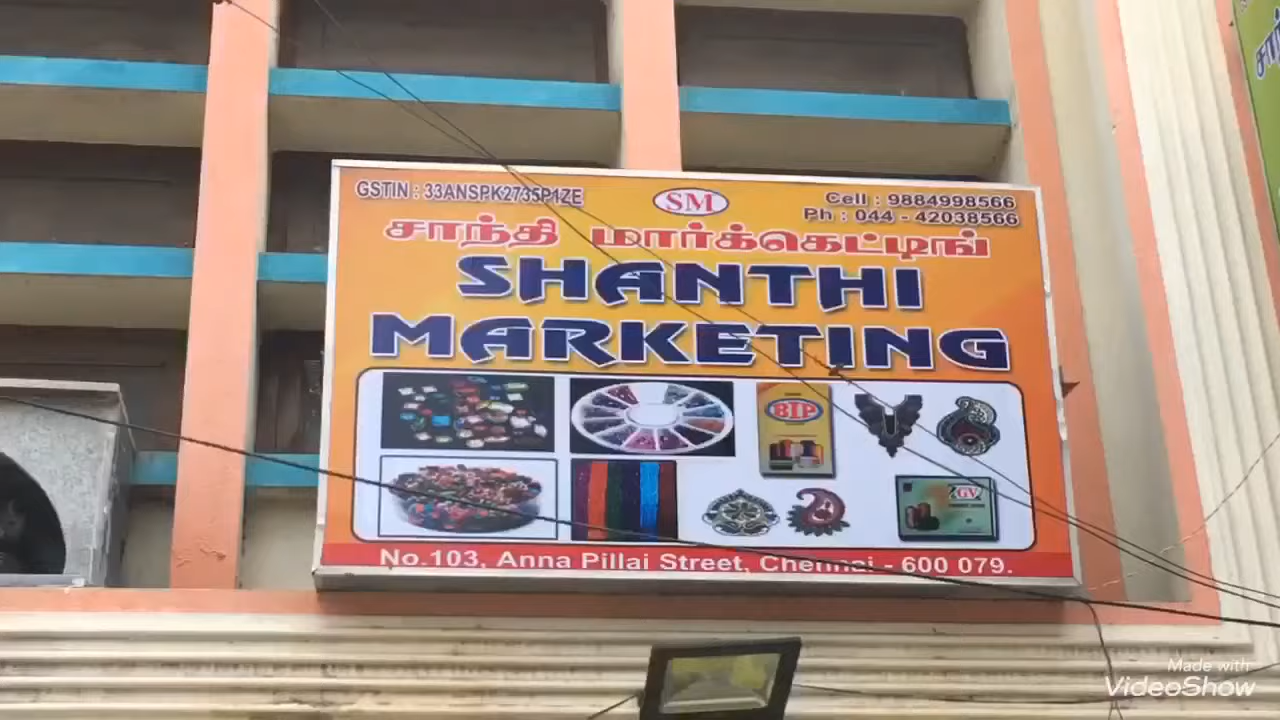 GSTIN : 33ANSPK2735P1ZE
SM
Cell : 9884998566
Ph : 044 - 42038566
சாந்தி மார்க்கெட்டிங்
SHANTHI
MARKETING
BIP
GV
No.103, Anna Pillai Street, Chennai - 600 079.
Made with
VideoShow